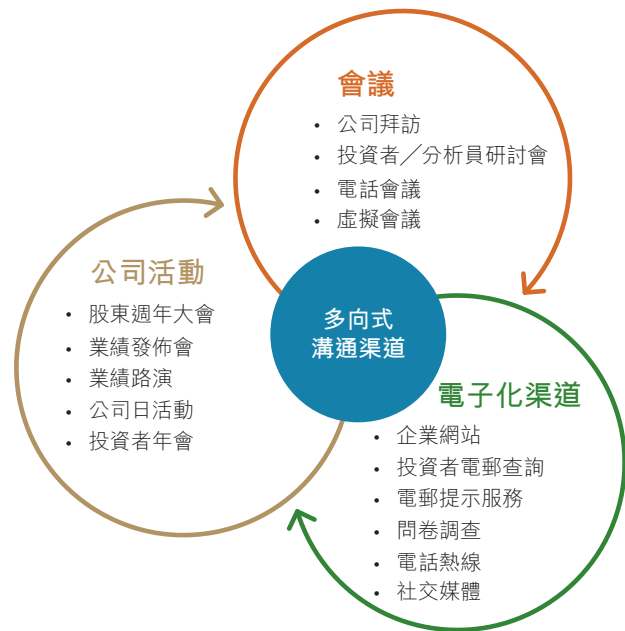 會議
• 公司拜訪
• 投資者／分析員研討會
• 電話會議
• 虛擬會議
公司活動
• 股東週年大會
• 業績發佈會
• 業績路演
• 公司日活動
• 投資者年會
多向式
溝通渠道
電子化渠道
• 企業網站
• 投資者電郵查詢
• 電郵提示服務
• 問卷調查
• 電話熱線
• 社交媒體